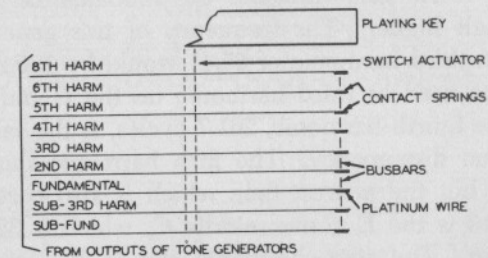 PLAYING KEY
SWITCH ACTUATOR
8TH HARM
6TH HARM
CONTACT SPRINGS
5TH HARM
4TH HARM
3RD HARM
2ND HARM
BUSBARS
FUNDAMENTAL
SUB-3RD HARM
PLATINUM WIRE
SUB-FUND
FROM OUTPUTS OF TONE GENERATORS